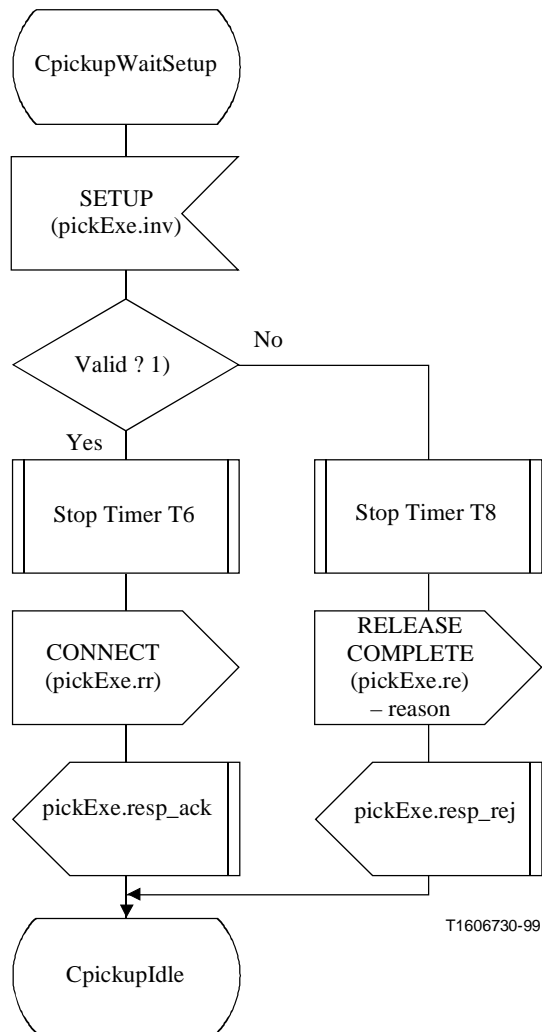 CpickupWaitSetup
SETUP
(pickExe.inv)
Valid ? 1)
No
Yes
Stop Timer T6
Stop Timer T8
CONNECT
(pickExe.rr)
RELEASE
COMPLETE
(pickExe.re)
– reason
pickExe.resp_ack
pickExe.resp_rej
T1606730-99
CpickupIdle